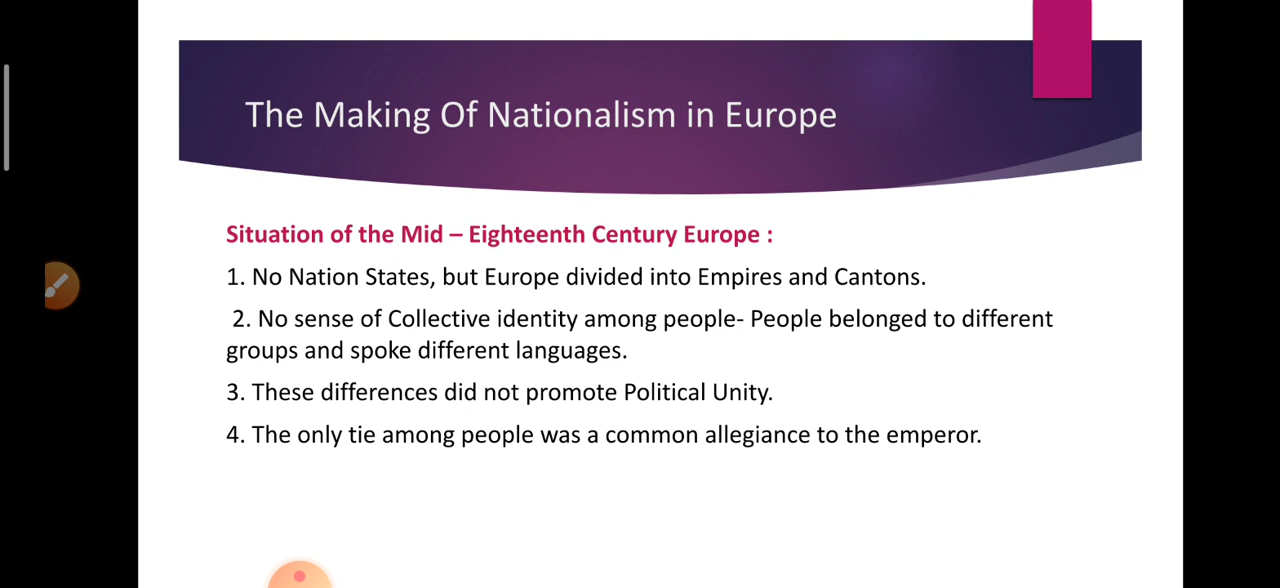 The Making Of Nationalism in Europe
Situation of the Mid – Eighteenth Century Europe :
1. No Nation States, but Europe divided into Empires and Cantons.
2. No sense of Collective identity among people- People belonged to different
groups and spoke different languages.
3. These differences did not promote Political Unity.
4. The only tie among people was a common allegiance to the emperor.